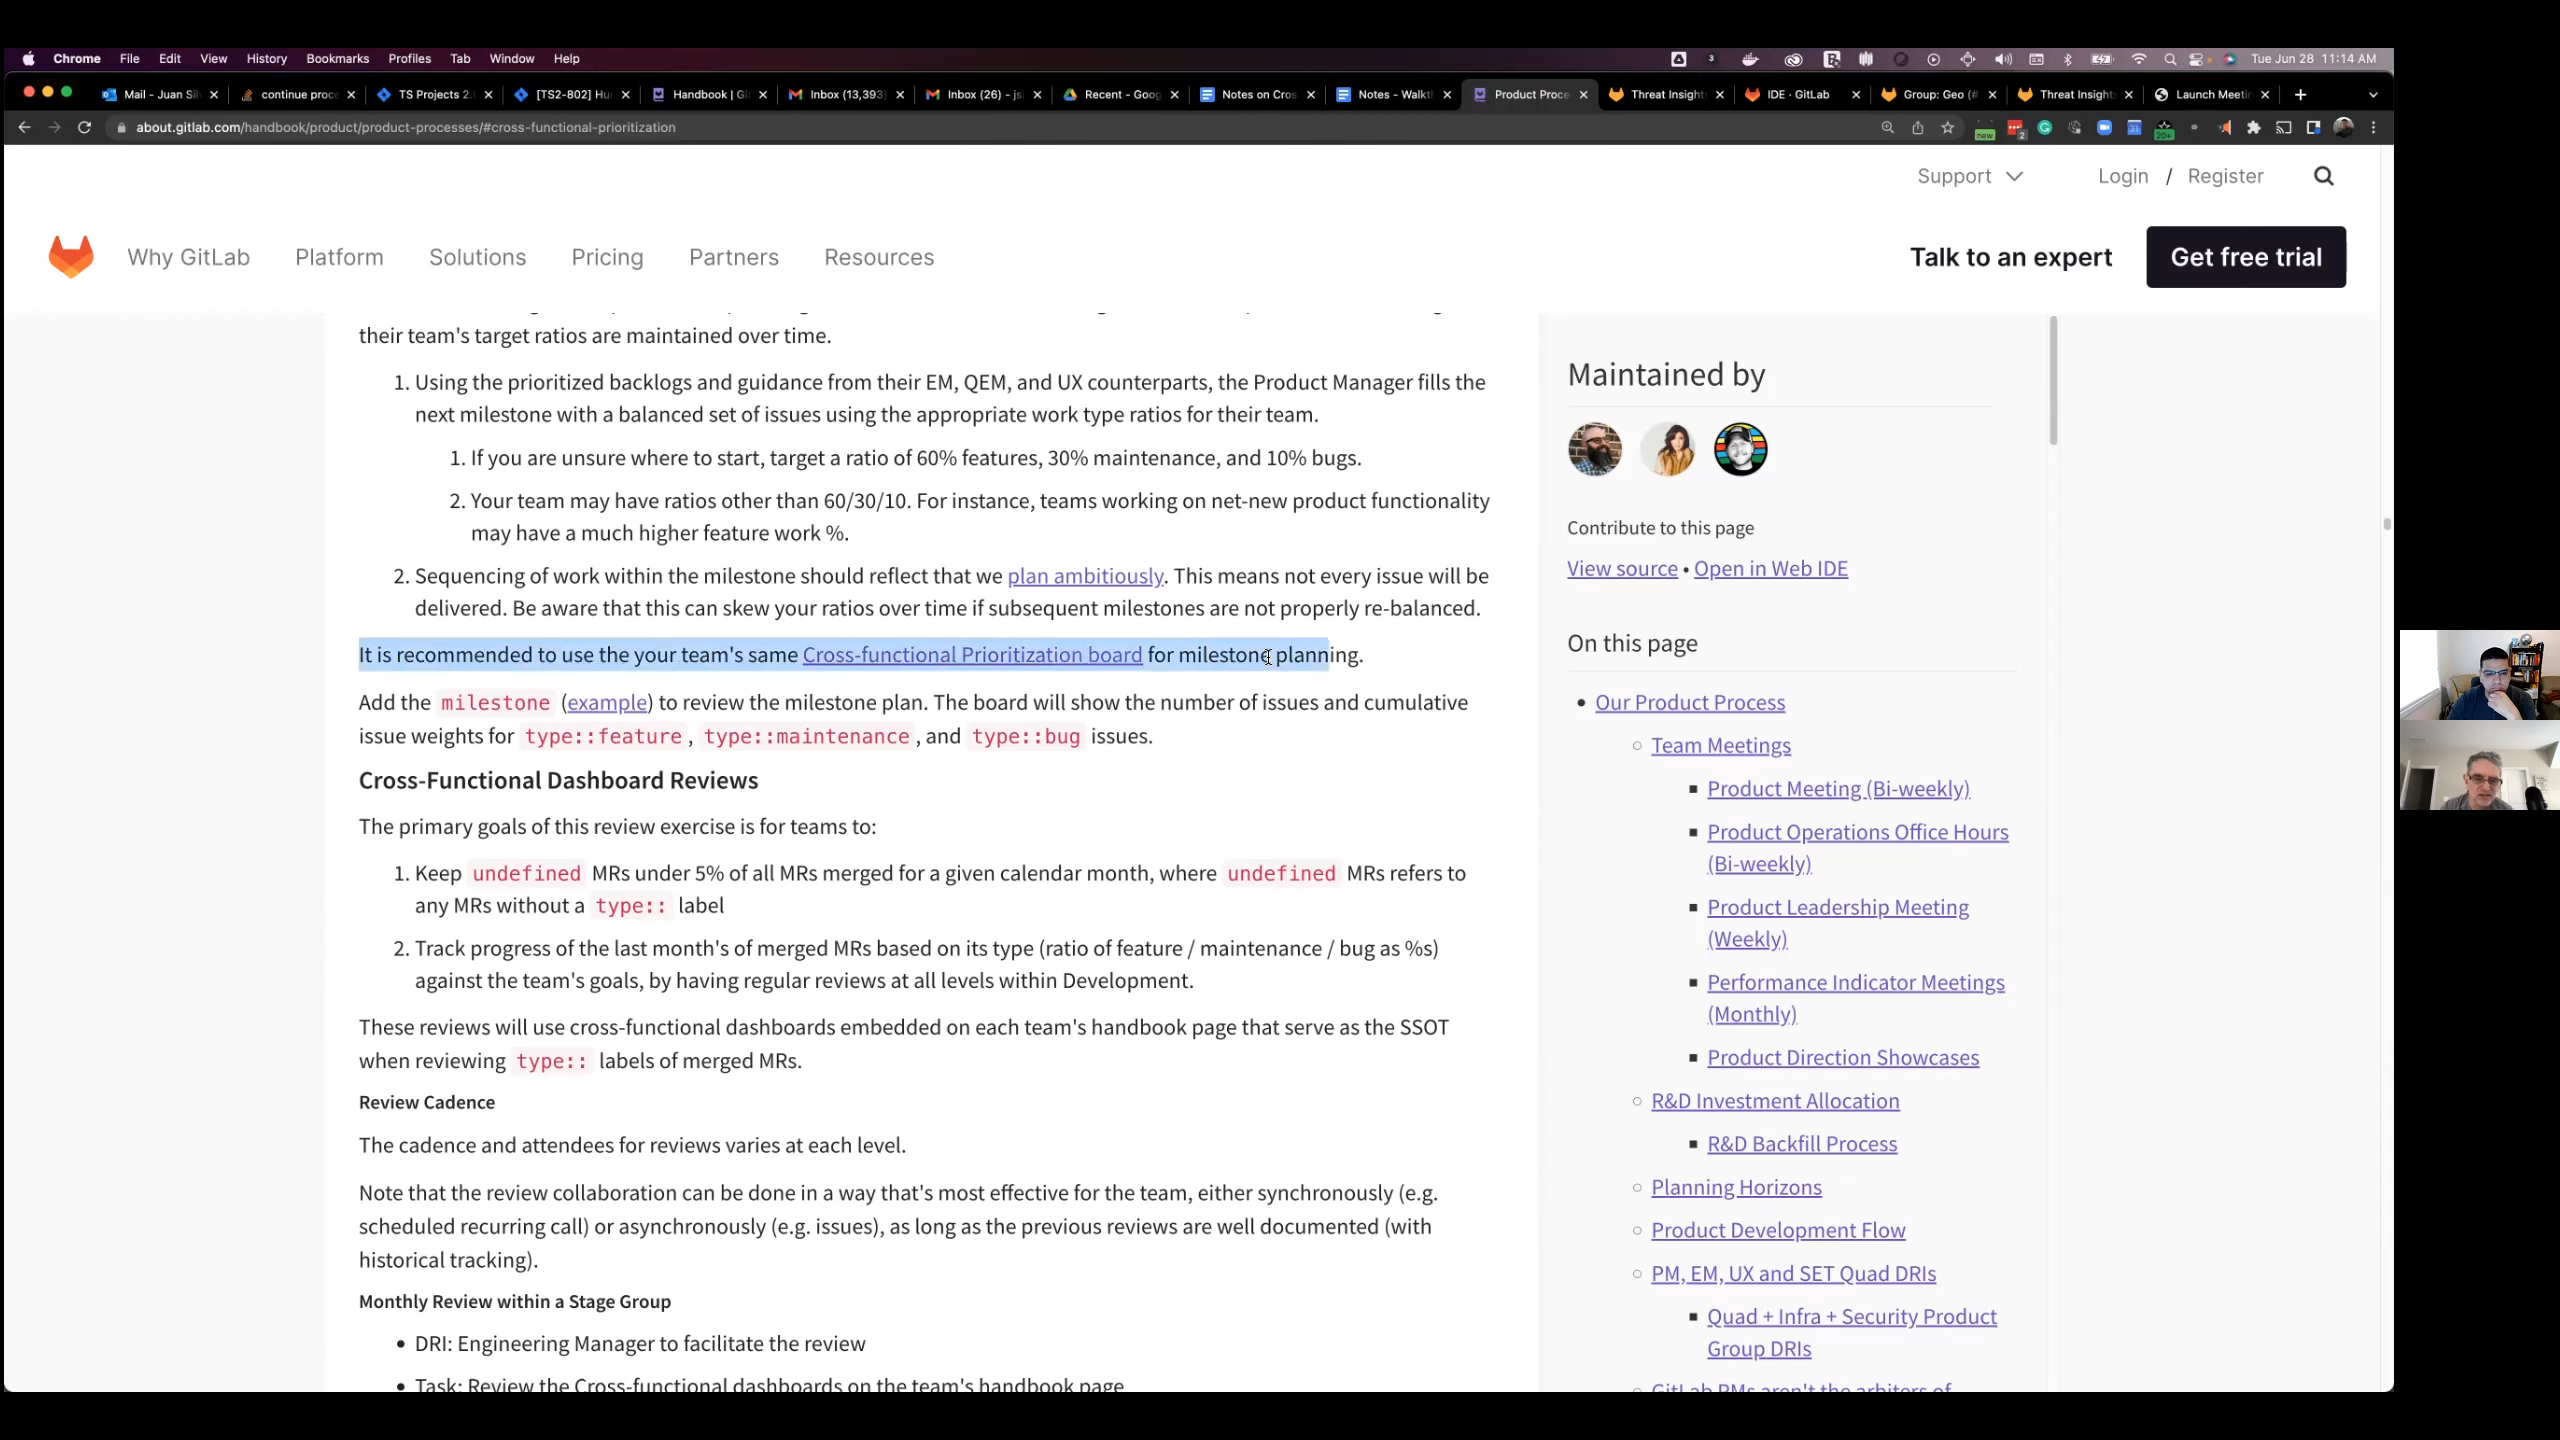 Chrome File Edit View History Bookmarks Profiles Tab Window Help 3 Tue Jun 28 11:14 AM
Mail - Juan Sil continue proc TS Projects 2. [TS2-802] Hu Handbook | Gi Inbox (13,393) Inbox (26) - js Recent - Goog Notes on Cros Notes - Walkt Product Proce Threat Insight IDE · GitLab Group: Geo (# Threat Insight Launch Meeti
about.gitlab.com/handbook/product/product-processes/#cross-functional-prioritization
new 2 20+
Support Login / Register
Why GitLab Platform Solutions Pricing Partners Resources Talk to an expert Get free trial
their team's target ratios are maintained over time.
1. Using the prioritized backlogs and guidance from their EM, QEM, and UX counterparts, the Product Manager fills the
next milestone with a balanced set of issues using the appropriate work type ratios for their team.
1. If you are unsure where to start, target a ratio of 60% features, 30% maintenance, and 10% bugs.
2. Your team may have ratios other than 60/30/10. For instance, teams working on net-new product functionality
may have a much higher feature work %.
2. Sequencing of work within the milestone should reflect that we plan ambitiously. This means not every issue will be
delivered. Be aware that this can skew your ratios over time if subsequent milestones are not properly re-balanced.
It is recommended to use the your team's same Cross-functional Prioritization board for milestone planning.
Add the milestone (example) to review the milestone plan. The board will show the number of issues and cumulative
issue weights for type::feature, type::maintenance, and type::bug issues.
Cross-Functional Dashboard Reviews
The primary goals of this review exercise is for teams to:
1. Keep undefined MRs under 5% of all MRs merged for a given calendar month, where undefined MRs refers to
any MRs without a type:: label
2. Track progress of the last month's of merged MRs based on its type (ratio of feature / maintenance / bug as %s)
against the team's goals, by having regular reviews at all levels within Development.
These reviews will use cross-functional dashboards embedded on each team's handbook page that serve as the SSOT
when reviewing type:: labels of merged MRs.
Review Cadence
The cadence and attendees for reviews varies at each level.
Note that the review collaboration can be done in a way that's most effective for the team, either synchronously (e.g.
scheduled recurring call) or asynchronously (e.g. issues), as long as the previous reviews are well documented (with
historical tracking).
Monthly Review within a Stage Group
• DRI: Engineering Manager to facilitate the review
• Task: Review the Cross-functional dashboards on the team's handbook page
Maintained by
Contribute to this page
View source • Open in Web IDE
On this page
• Our Product Process
Team Meetings
Product Meeting (Bi-weekly)
Product Operations Office Hours
(Bi-weekly)
Product Leadership Meeting
(Weekly)
Performance Indicator Meetings
(Monthly)
Product Direction Showcases
R&D Investment Allocation
R&D Backfill Process
Planning Horizons
Product Development Flow
PM, EM, UX and SET Quad DRIs
Quad + Infra + Security Product
Group DRIs
GitLab PMs aren't the arbiters of